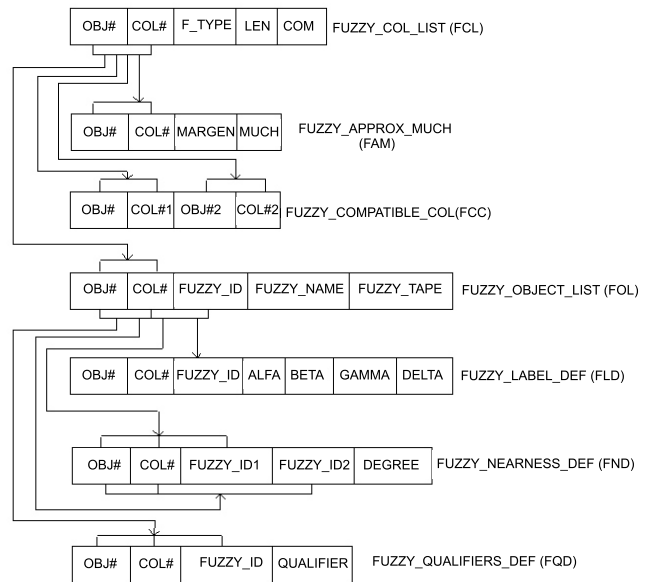 OBJ# COL# F_TYPE LEN COM FUZZY_COL_LIST (FCL)
OBJ# COL# MARGEN MUCH FUZZY_APPROX_MUCH
(FAM)
OBJ# COL#1 OBJ#2 COL#2 FUZZY_COMPATIBLE_COL(FCC)
OBJ# COL# FUZZY_ID FUZZY_NAME FUZZY_TAPE FUZZY_OBJECT_LIST (FOL)
OBJ# COL# FUZZY_ID ALFA BETA GAMMA DELTA FUZZY_LABEL_DEF (FLD)
OBJ# COL# FUZZY_ID1 FUZZY_ID2 DEGREE FUZZY_NEARNESS_DEF (FND)
OBJ# COL# FUZZY_ID QUALIFIER FUZZY_QUALIFIERS_DEF (FQD)